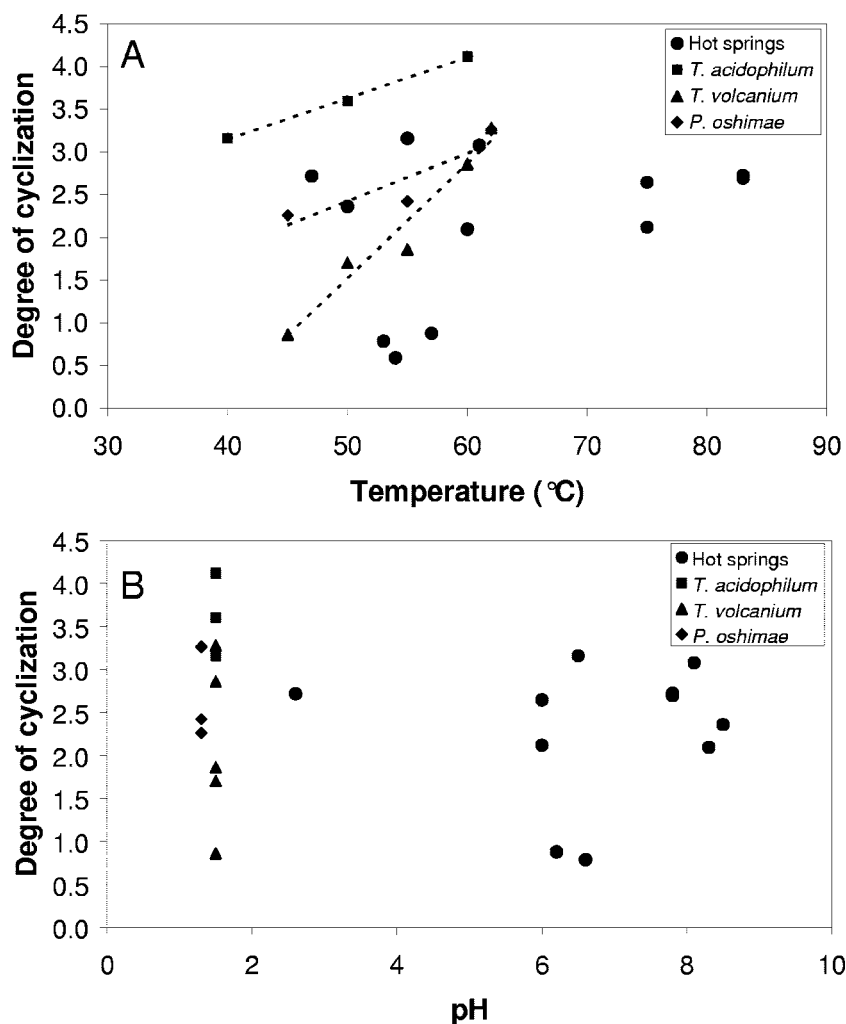 A
4.5
4.0
3.5
3.0
2.5
2.0
1.5
1.0
0.5
0.0
Degree of cyclization
Hot springs
T. acidophilum
T. volcanium
P. oshimae
30 40 50 60 70 80 90
Temperature (°C)
B
4.5
4.0
3.5
3.0
2.5
2.0
1.5
1.0
0.5
0.0
Degree of cyclization
Hot springs
T. acidophilum
T. volcanium
P. oshimae
0 2 4 6 8 10
pH